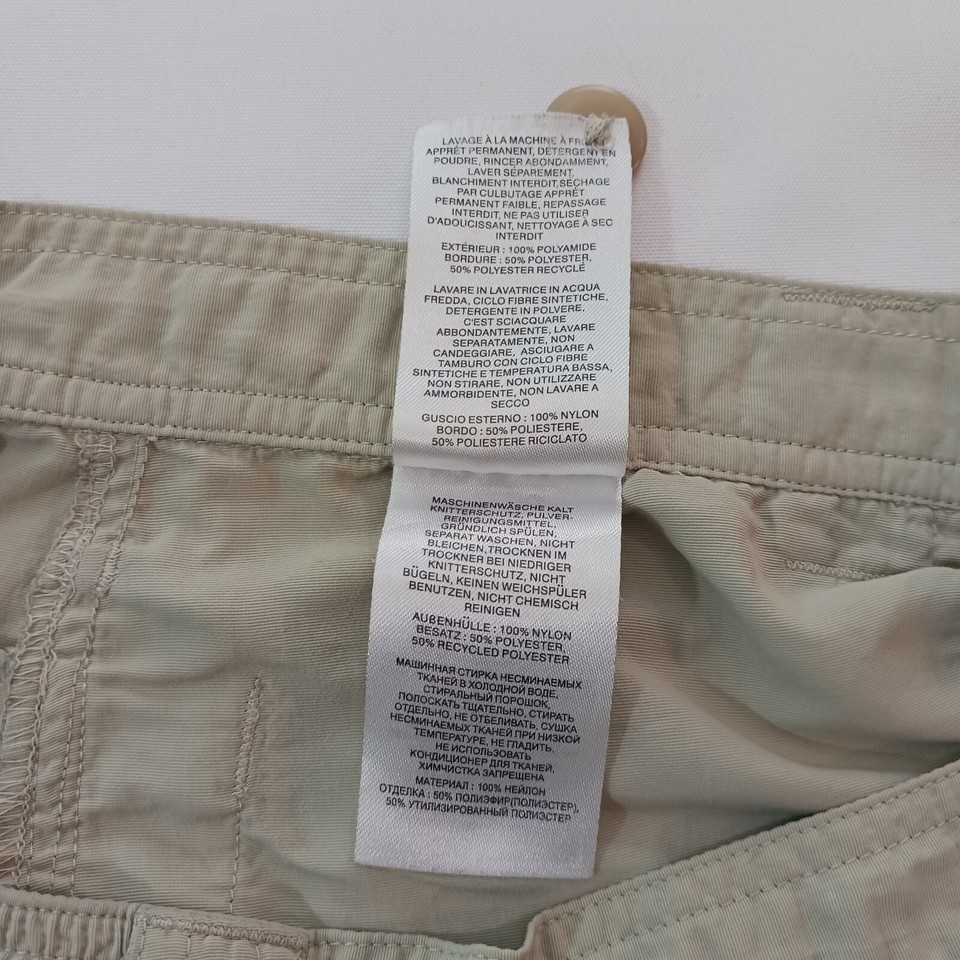 LAVAGE À LA MACHINE À
APPRÊT PERMANENT, DÉTERGENT EN
POUDRE, RINCER ABONDAMMENT,
LAVER SÉPAREMENT,
BLANCHIMENT INTERDIT, SÉCHAGE
PAR CULBUTAGE APPRÊT
PERMANENT FAIBLE, REPASSAGE
INTERDIT, NE PAS UTILISER
D'ADOUCISSANT, NETTOYAGE À SEC
INTERDIT
EXTÉRIEUR : 100% POLYAMIDE
BORDURE : 50% POLYESTER,
50% POLYESTER RECYCLÉ
LAVARE IN LAVATRICE IN ACQUA
FREDDA, CICLO FIBRE SINTETICHE,
DETERGENTE IN POLVERE,
C'EST SCIACQUARE
ABBONDANTEMENTE, LAVARE
SEPARATAMENTE, NON
CANDEGGIARE, ASCIUGARE A
TAMBURO CON CICLO FIBRE
SINTETICHE E TEMPERATURA BASSA,
NON STIRARE, NON UTILIZZARE
AMMORBIDENTE, NON LAVARE A
SECCO
GUSCIO ESTERNO : 100% NYLON
BORDO : 50% POLIESTERE,
50% POLIESTERE RICICLATO
MASCHINENWÄSCHE KALT
KNITTERSCHUTZ, PULVER-
REINIGUNGSMITTEL,
GRÜNDLICH SPÜLEN,
SEPARAT WASCHEN, NICHT
BLEICHEN, TROCKNEN IM
TROCKNER BEI NIEDRIGER
KNITTERSCHUTZ, NICHT
BÜGELN, KEINEN WEICHSPÜLER
BENUTZEN, NICHT CHEMISCH
REINIGEN
AUßENHÜLLE : 100% NYLON
BESATZ : 50% POLYESTER,
50% RECYCLED POLYESTER
МАШИННАЯ СТИРКА НЕСМИНАЕМЫХ
ТКАНЕЙ В ХОЛОДНОЙ ВОДЕ,
СТИРАЛЬНЫЙ ПОРОШОК,
ПОЛОСКАТЬ ТЩАТЕЛЬНО, СТИРАТЬ
ОТДЕЛЬНО, НЕ ОТБЕЛИВАТЬ, СУШКА
НЕСМИНАЕМЫХ ТКАНЕЙ ПРИ НИЗКОЙ
ТЕМПЕРАТУРЕ, НЕ ГЛАДИТЬ,
НЕ ИСПОЛЬЗОВАТЬ
КОНДИЦИОНЕР ДЛЯ ТКАНЕЙ,
ХИМЧИСТКА ЗАПРЕЩЕНА
МАТЕРИАЛ : 100% НЕЙЛОН
ОТДЕЛКА : 50% ПОЛИЭФИР(ПОЛИЭСТЕР),
50% УТИЛИЗИРОВАННЫЙ ПОЛИЭСТЕР